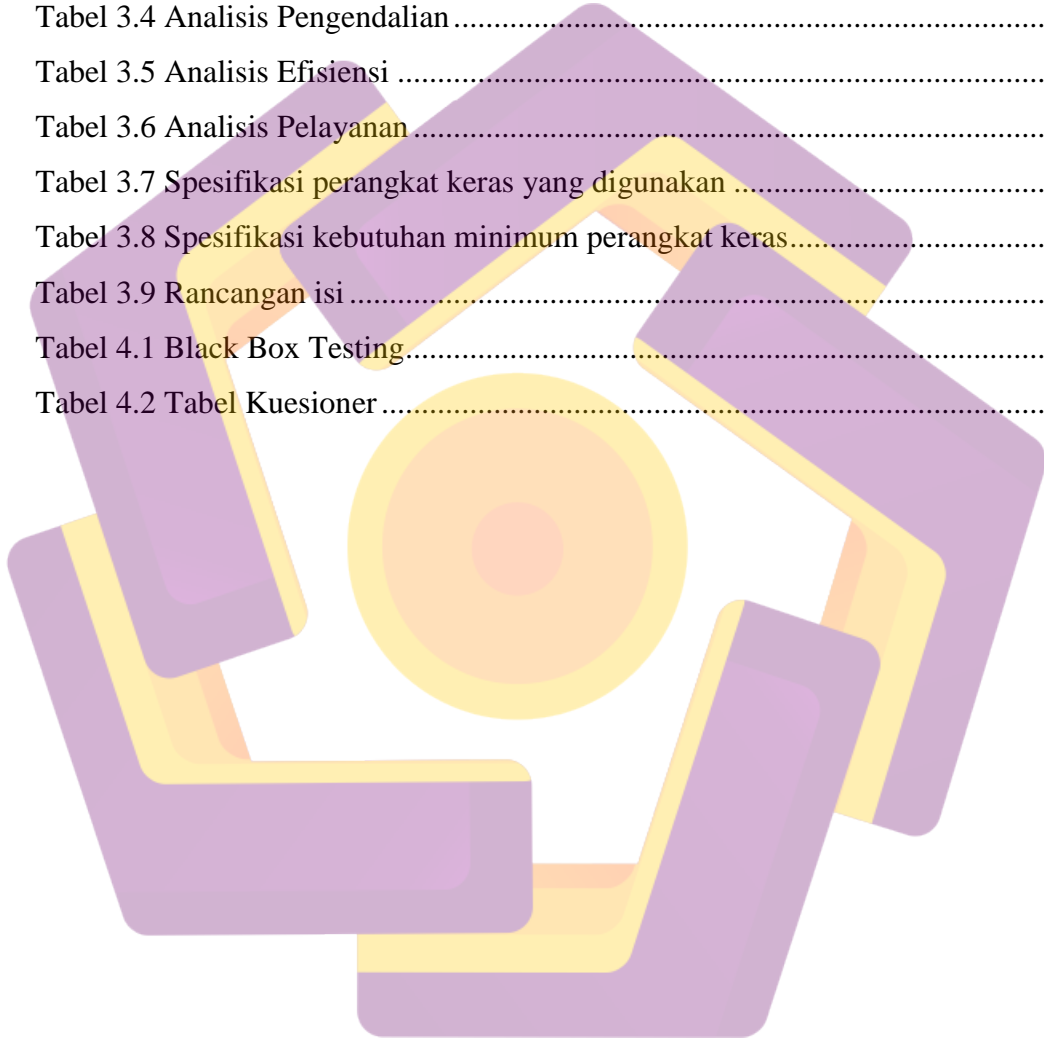 Tabel 3.4 Analisis Pengendalian ........................................................................
Tabel 3.5 Analisis Efisiensi ................................................................................
Tabel 3.6 Analisis Pelayanan ..............................................................................
Tabel 3.7 Spesifikasi perangkat keras yang digunakan ......................................
Tabel 3.8 Spesifikasi kebutuhan minimum perangkat keras ...............................
Tabel 3.9 Rancangan isi ......................................................................................
Tabel 4.1 Black Box Testing ...............................................................................
Tabel 4.2 Tabel Kuesioner ..................................................................................